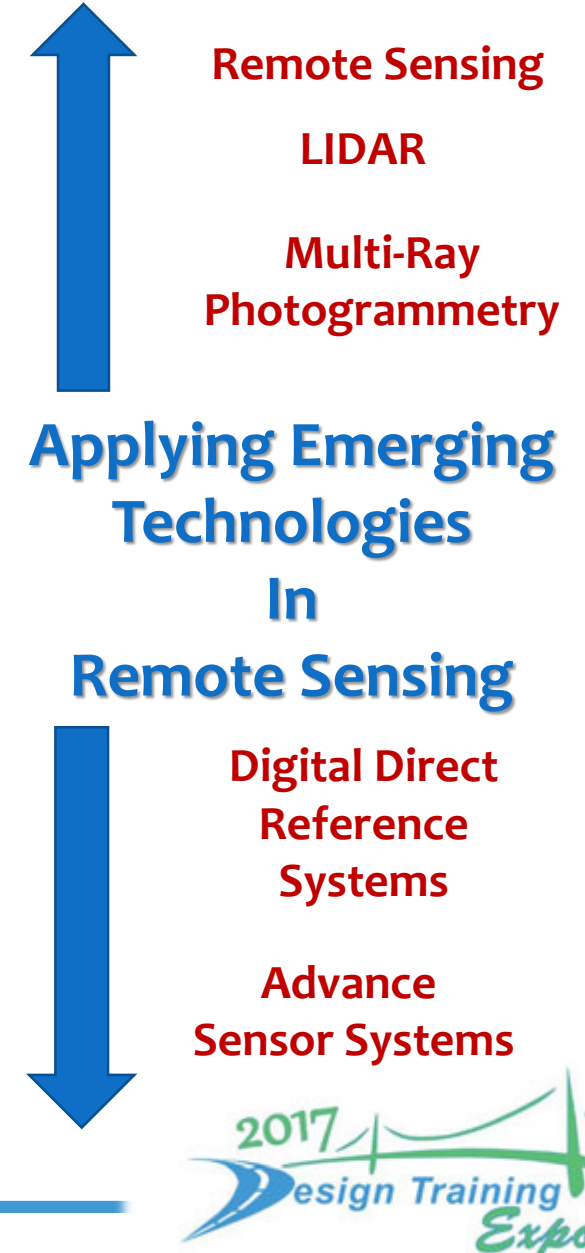 Remote Sensing
LIDAR
Multi-Ray
Photogrammetry
Applying Emerging
Technologies
In
Remote Sensing
Digital Direct
Reference
Systems
Advance
Sensor Systems
2017
Design Training
Expo